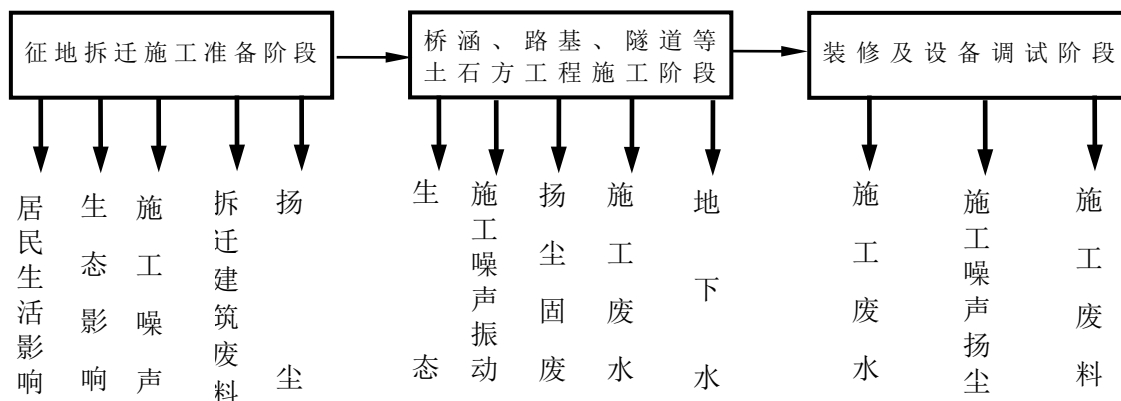 征地拆迁施工准备阶段
桥涵、路基、隧道等
土石方工程施工阶段
装修及设备调试阶段
居民生活影响
生态影响
施工噪声
拆迁建筑废料
扬尘
生态
施工噪声振动
扬尘固废
施工废水
地下水
施工废水
施工噪声扬尘
施工废料